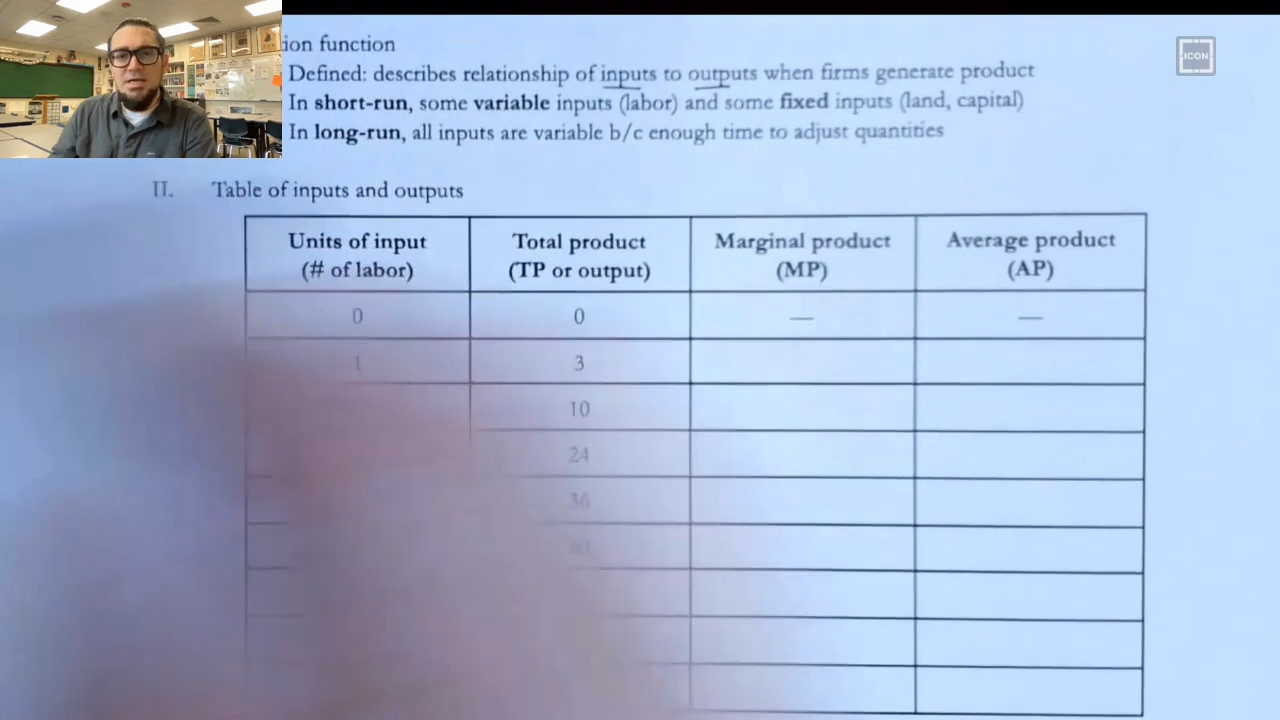 ion function
Defined: describes relationship of inputs to outputs when firms generate product
In short-run, some variable inputs (labor) and some fixed inputs (land, capital)
In long-run, all inputs are variable b/c enough time to adjust quantities
ICON
II. Table of inputs and outputs
Units of input (# of labor) Total product (TP or output) Marginal product (MP) Average product (AP)
0 0 — —
1 3
10
24
36